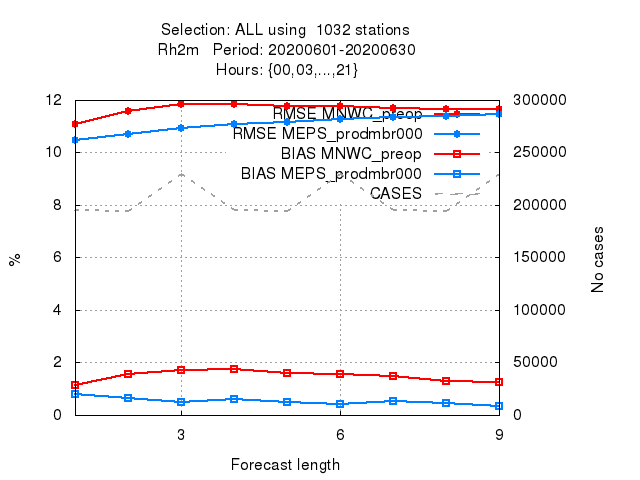 Selection: ALL using  1032 stations
Rh2m   Period: 20200601-20200630
Hours: {00,03,...,21}
12 300000
RMSE MNWC_preop
RMSE MEPS_prodmbr000
10 BIAS MNWC_preop 250000
BIAS MEPS_prodmbr000
CASES
8 200000
% 6 150000 No cases
4 100000
2 50000
0 0
3 6 9
Forecast length